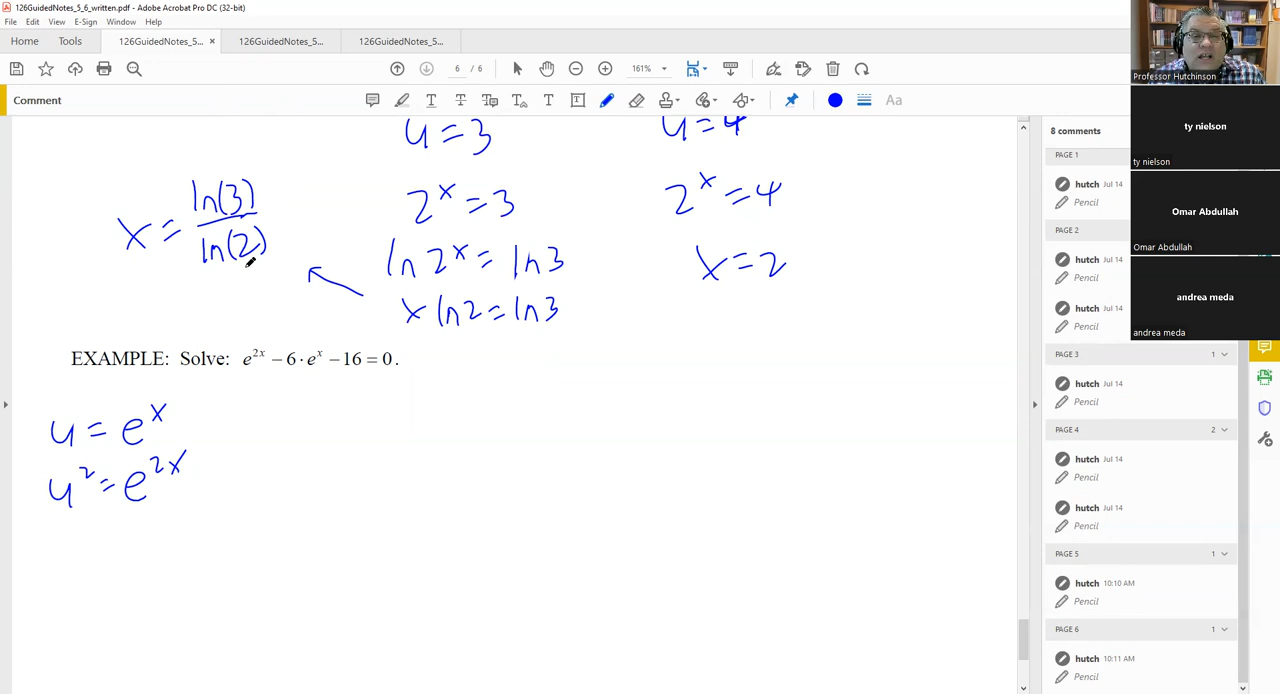 126GuidedNotes_5_6_written.pdf - Adobe Acrobat Pro DC (32-bit)
File Edit View E-Sign Window Help
Home Tools 126GuidedNotes_5_... × 126GuidedNotes_5_... 126GuidedNotes_5_...
6 / 6 161%
Comment
Aa
u = 3
u = 4
x = ln(3)/ln(2)
2^x = 3
2^x = 4
ln 2^x = ln 3
x = 2
x ln 2 = ln 3
EXAMPLE: Solve: e^{2x} − 6·e^x −16 = 0.
u = e^x
u^2 = e^{2x}
8 comments
PAGE 1
hutch Jul 14
Pencil
PAGE 2
hutch Jul 14
Pencil
hutch Jul 14
Pencil
PAGE 3 1
hutch Jul 14
Pencil
PAGE 4 2
hutch Jul 14
Pencil
hutch Jul 14
Pencil
PAGE 5 1
hutch 10:10 AM
Pencil
PAGE 6 1
hutch 10:11 AM
Pencil
Professor Hutchinson
ty nielson
ty nielson
Omar Abdullah
Omar Abdullah
andrea meda
andrea meda